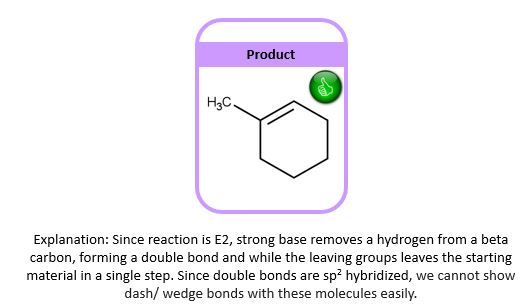 Product
H₃C
Explanation: Since reaction is E2, strong base removes a hydrogen from a beta
carbon, forming a double bond and while the leaving groups leaves the starting
material in a single step. Since double bonds are sp² hybridized, we cannot show
dash/ wedge bonds with these molecules easily.